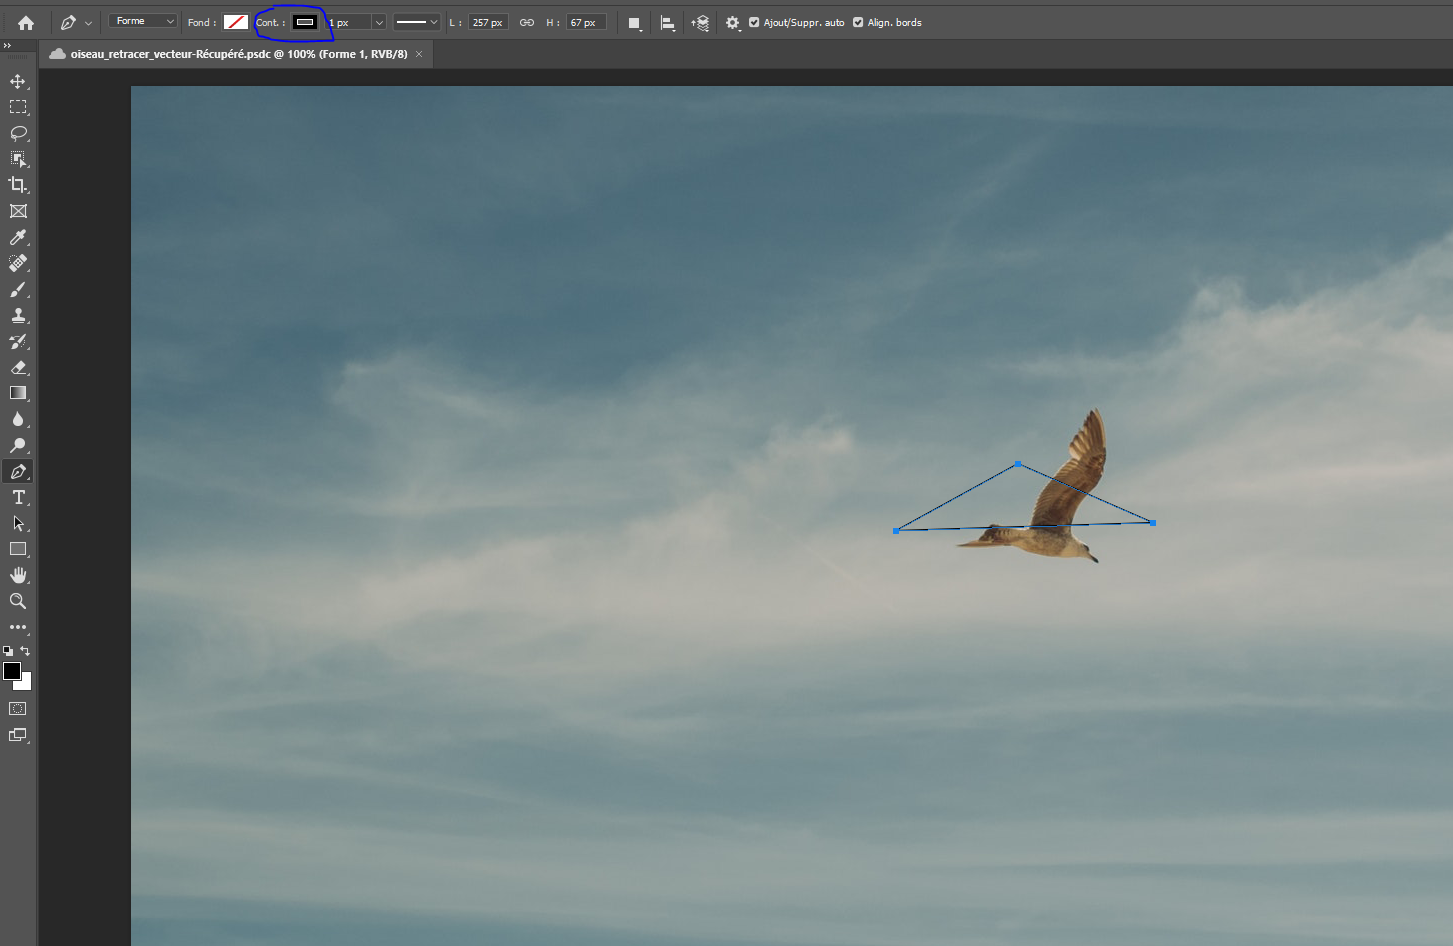 Forme Fond : Cont. : 1 px L : 257 px H : 67 px Ajout/Suppr. auto Align. bords
oiseau_retracer_vecteur-Récupéré.psdc @ 100% (Forme 1, RVB/8) ×
T